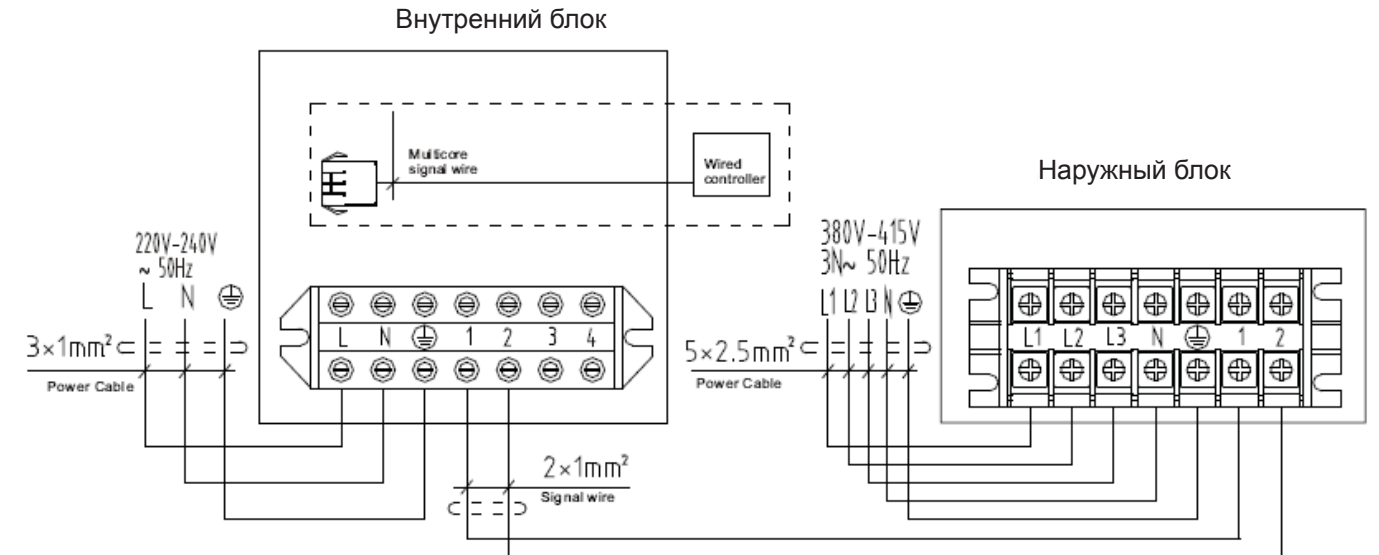 Внутренний блок
Multicore
signal wire
Wired
controller
Наружный блок
220V-240V
~ 50Hz
L N ⏚
3×1mm²
Power Cable
L N ⏚ 1 2 3 4
2×1mm²
Signal wire
380V-415V
3N~ 50Hz
L1 L2 L3 N ⏚
5×2.5mm²
Power Cable
L1 L2 L3 N ⏚ 1 2